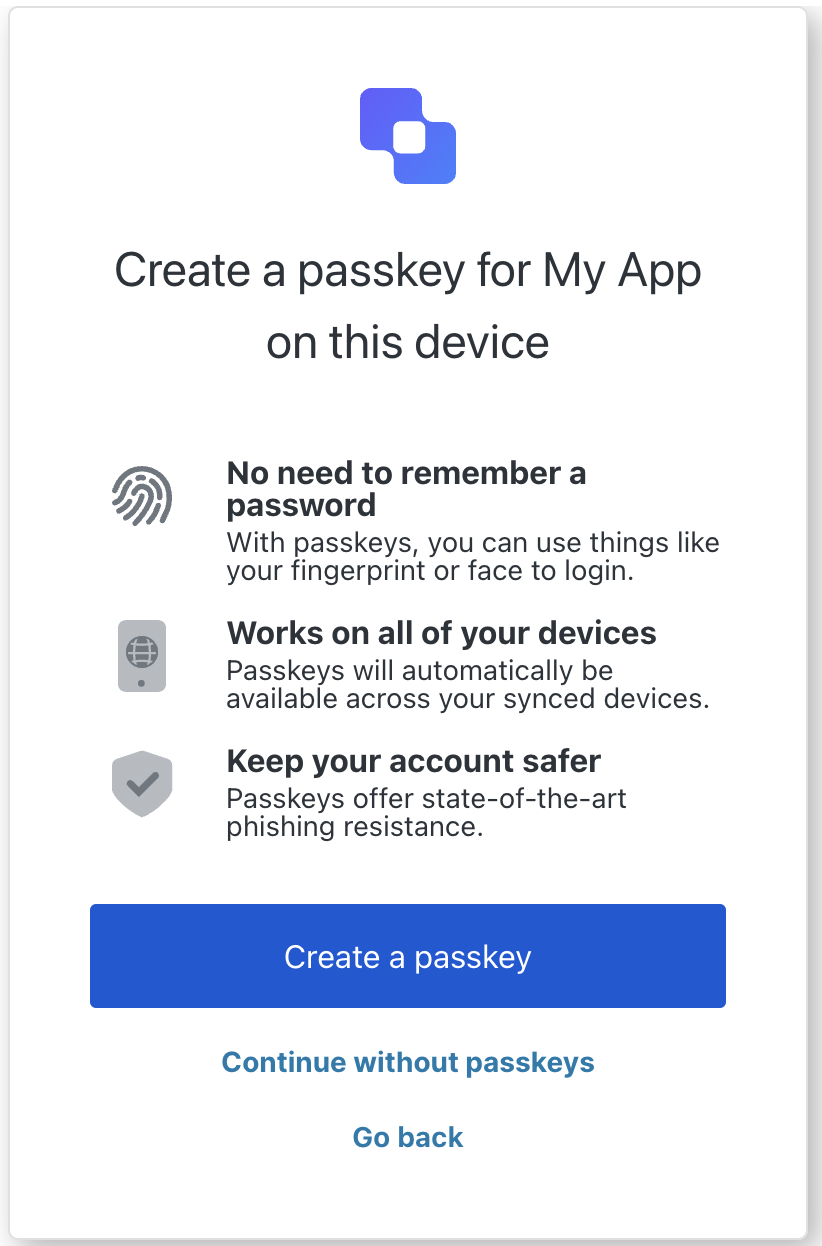 Create a passkey for My App
on this device
No need to remember a
password
With passkeys, you can use things like
your fingerprint or face to login.
Works on all of your devices
Passkeys will automatically be
available across your synced devices.
Keep your account safer
Passkeys offer state-of-the-art
phishing resistance.
Create a passkey
Continue without passkeys
Go back